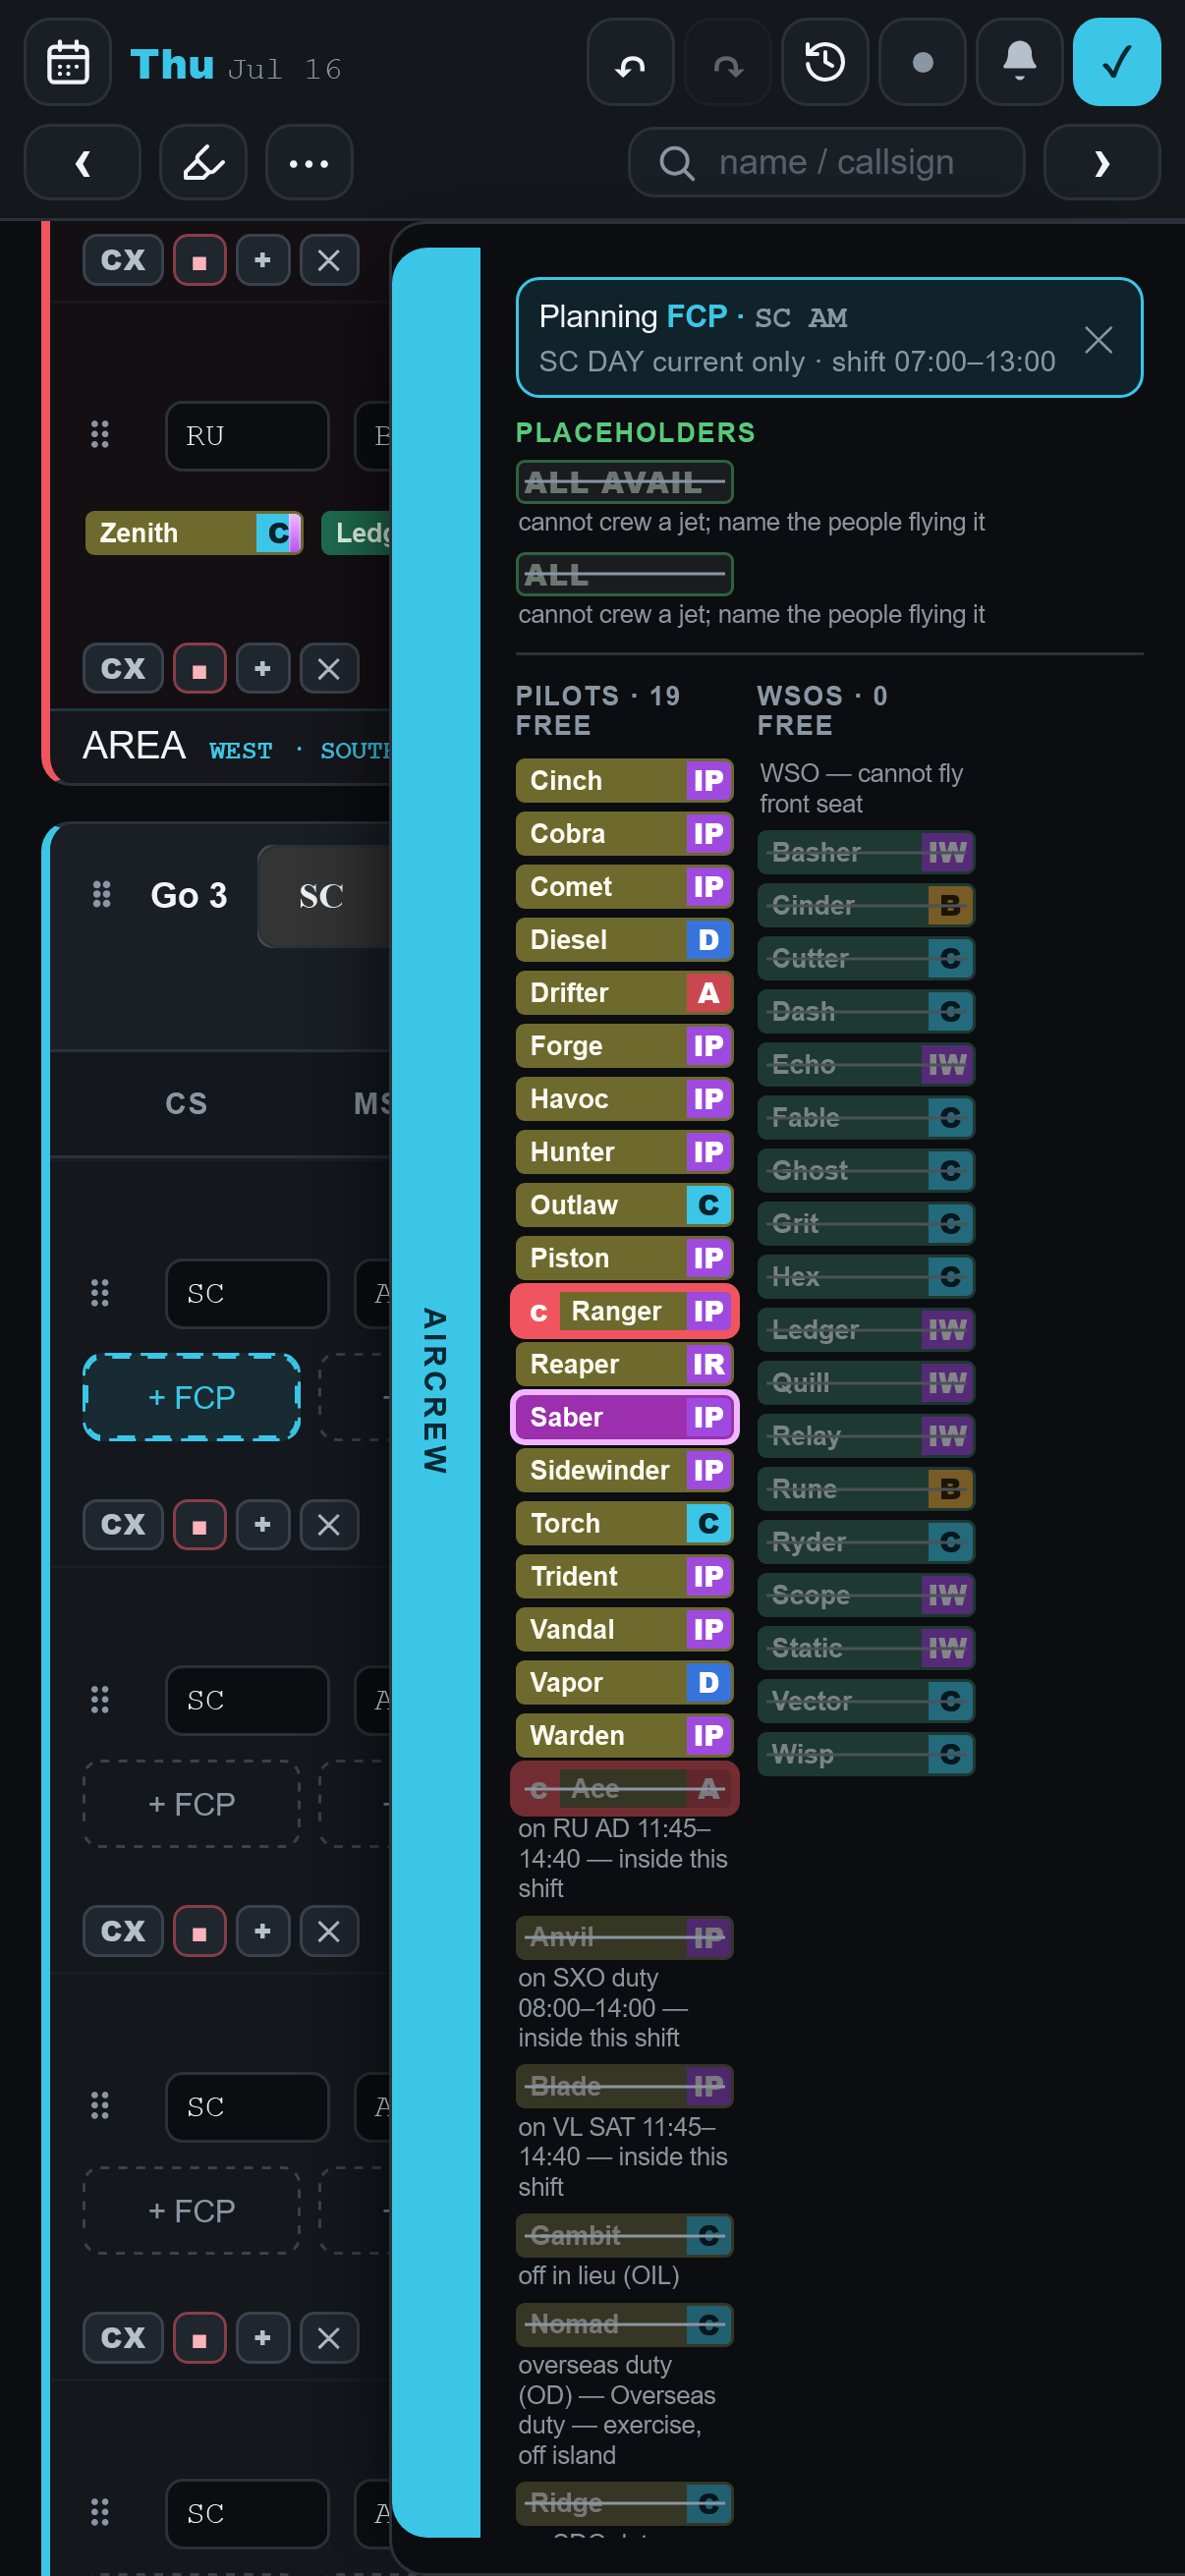 Thu Jul 16
name / callsign
CX
RU
Zenith C
CX
AREA WEST · SOUTH
Go 3 SC
CS
SC
+ FCP
CX
SC
+ FCP
CX
SC
+ FCP
CX
SC
AIRCREW
Planning FCP · SC AM
SC DAY current only · shift 07:00–13:00
PLACEHOLDERS
ALL AVAIL
cannot crew a jet; name the people flying it
ALL
cannot crew a jet; name the people flying it
PILOTS · 19
FREE
Cinch IP
Cobra IP
Comet IP
Diesel D
Drifter A
Forge IP
Havoc IP
Hunter IP
Outlaw C
Piston IP
C Ranger IP
Reaper IR
Saber IP
Sidewinder IP
Torch C
Trident IP
Vandal IP
Vapor D
Warden IP
C Ace A
on RU AD 11:45–
14:40 — inside this
shift
Anvil IP
on SXO duty
08:00–14:00 —
inside this shift
Blade IP
on VL SAT 11:45–
14:40 — inside this
shift
Gambit C
off in lieu (OIL)
Nomad C
overseas duty
(OD) — Overseas
duty — exercise,
off island
Ridge C
WSOS · 0
FREE
WSO — cannot fly
front seat
Basher IW
Cinder B
Cutter C
Dash C
Echo IW
Fable C
Ghost C
Grit C
Hex C
Ledger IW
Quill IW
Relay IW
Rune B
Ryder C
Scope IW
Static IW
Vector C
Wisp C